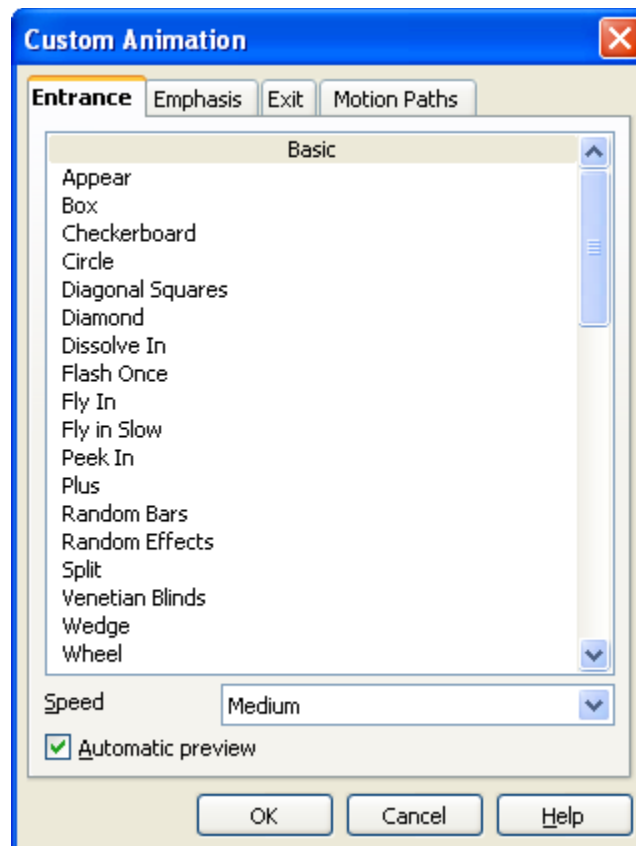 Custom Animation
Entrance Emphasis Exit Motion Paths
Basic
Appear
Box
Checkerboard
Circle
Diagonal Squares
Diamond
Dissolve In
Flash Once
Fly In
Fly in Slow
Peek In
Plus
Random Bars
Random Effects
Split
Venetian Blinds
Wedge
Wheel
Speed Medium
Automatic preview
OK Cancel Help